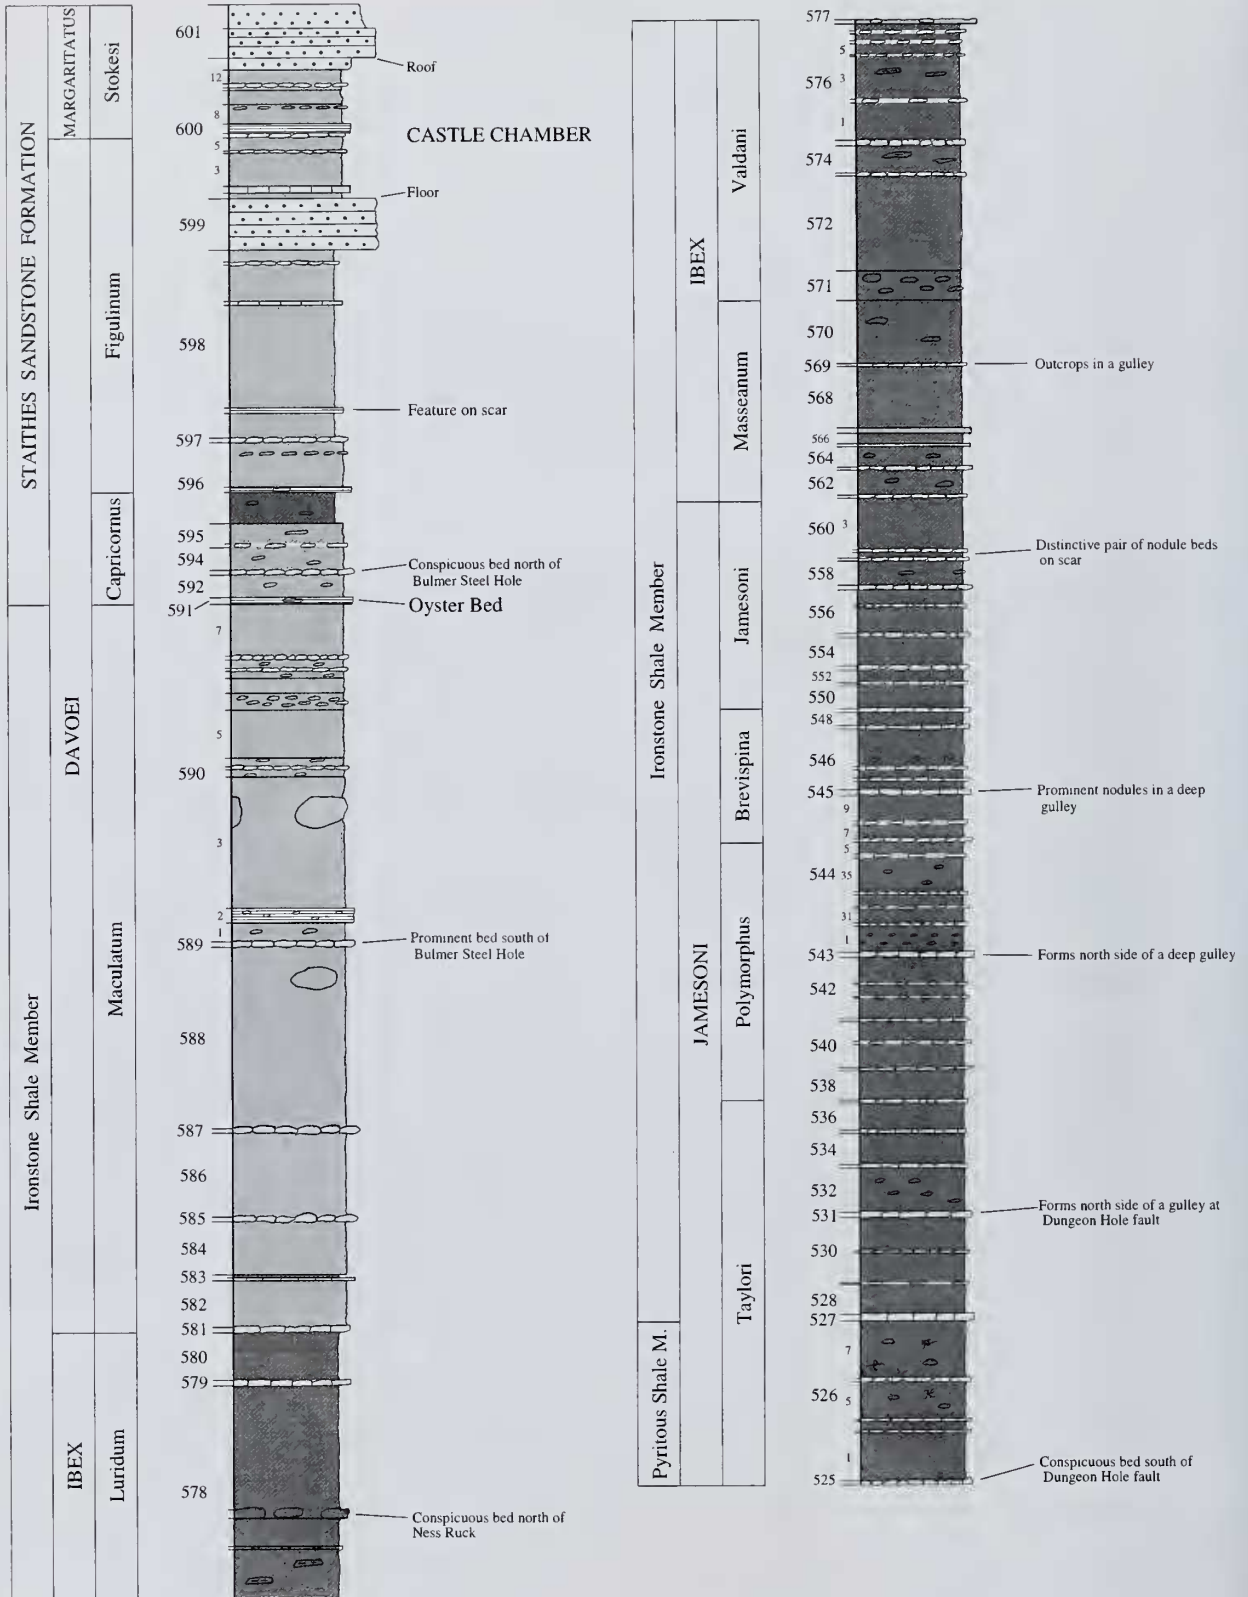 STAITHES SANDSTONE FORMATION
Ironstone Shale Member
MARGARITATUS
DAVOEI
IBEX
Stokesi
Figulinum
Capricornus
Maculatum
Luridum
601
12
8
600
5
3
599
598
597
596
595
594
592
591
7
5
590
3
2
1
589
588
587
586
585
584
583
582
581
580
579
578
Roof
CASTLE CHAMBER
Floor
Feature on scar
Conspicuous bed north of
Bulmer Steel Hole
Oyster Bed
Prominent bed south of
Bulmer Steel Hole
Conspicuous bed north of
Ness Ruck
Ironstone Shale Member
Pyritous Shale M.
IBEX
JAMESONI
Valdani
Masseanum
Jamesoni
Brevispina
Polymorphus
Taylori
577
5
576 3
1
574
572
571
570
569
568
566
564
562
560 3
558
556
554
552
550
548
546
545
9
7
5
544 35
31
1
543
542
540
538
536
534
532
531
530
528
527
7
526 5
1
525
Outcrops in a gulley
Distinctive pair of nodule beds
on scar
Prominent nodules in a deep
gulley
Forms north side of a deep gulley
Forms north side of a gulley at
Dungeon Hole fault
Conspicuous bed south of
Dungeon Hole fault